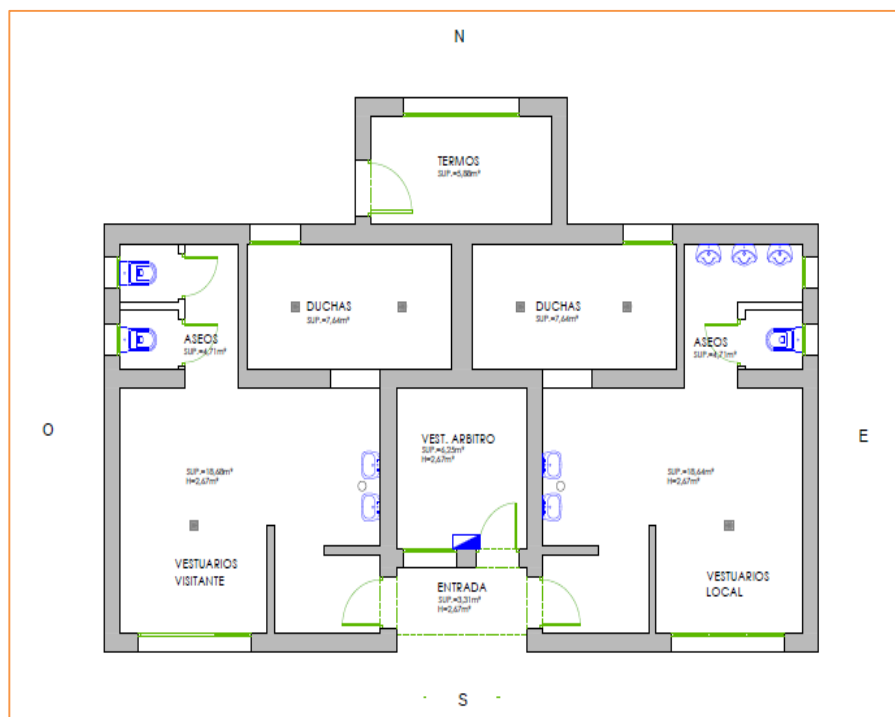 N
TERMOS
SUP.=5,88m²
DUCHAS
SUP.=7,64m²
DUCHAS
SUP.=7,64m²
ASEOS
SUP.=4,71m²
ASEOS
SUP.=4,71m²
O
E
VEST. ARBITRO
SUP.=6,25m²
H=2,67m²
SUP.=18,68m²
H=2,67m²
SUP.=18,64m²
H=2,67m²
VESTUARIOS
VISITANTE
ENTRADA
SUP.=3,31m²
H=2,67m²
VESTUARIOS
LOCAL
- S -